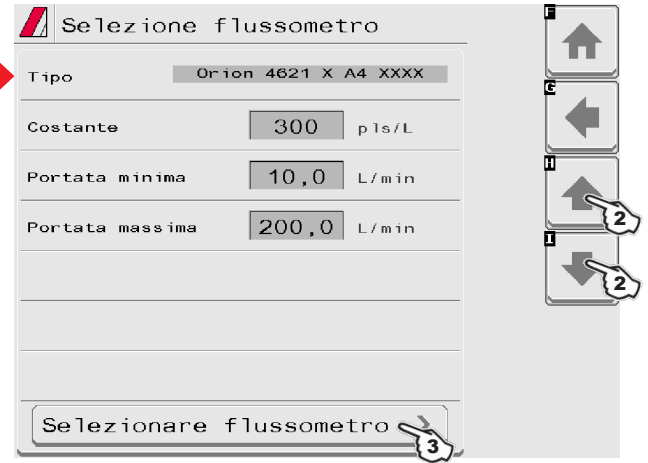 Selezione flussometro
F
Tipo Orion 4621 X A4 XXXX
G
Costante 300 pls/L
H
Portata minima 10,0 L/min
2
Portata massima 200,0 L/min
I
2
Selezionare flussometro
3